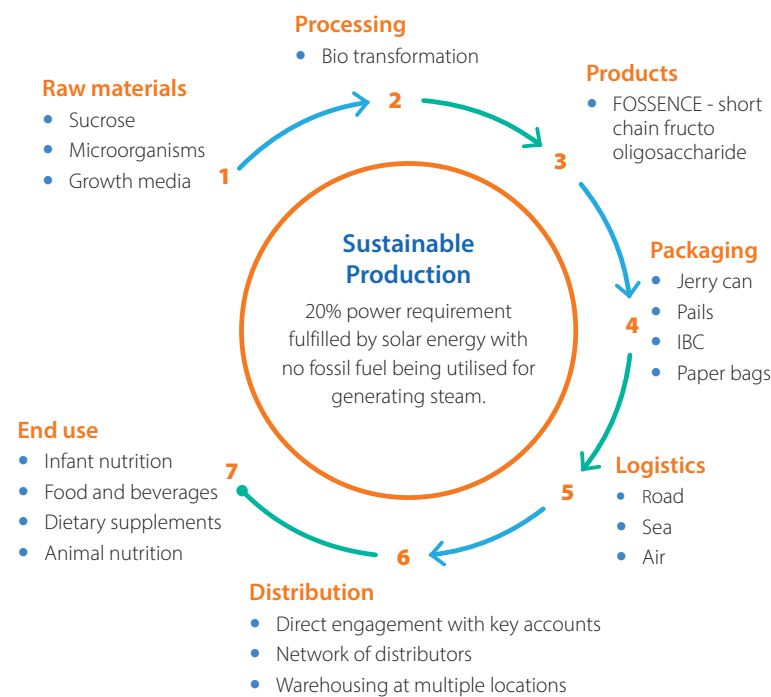 Processing
• Bio transformation
Raw materials
• Sucrose
• Microorganisms
• Growth media
1
2
Products
• FOSSENCE - short
chain fructo
oligosaccharide
3
Sustainable
Production
20% power requirement
fulfilled by solar energy with
no fossil fuel being utilised for
generating steam.
Packaging
• Jerry can
• Pails
• IBC
• Paper bags
4
Logistics
• Road
• Sea
• Air
5
6
Distribution
• Direct engagement with key accounts
• Network of distributors
• Warehousing at multiple locations
End use
• Infant nutrition
• Food and beverages
• Dietary supplements
• Animal nutrition
7